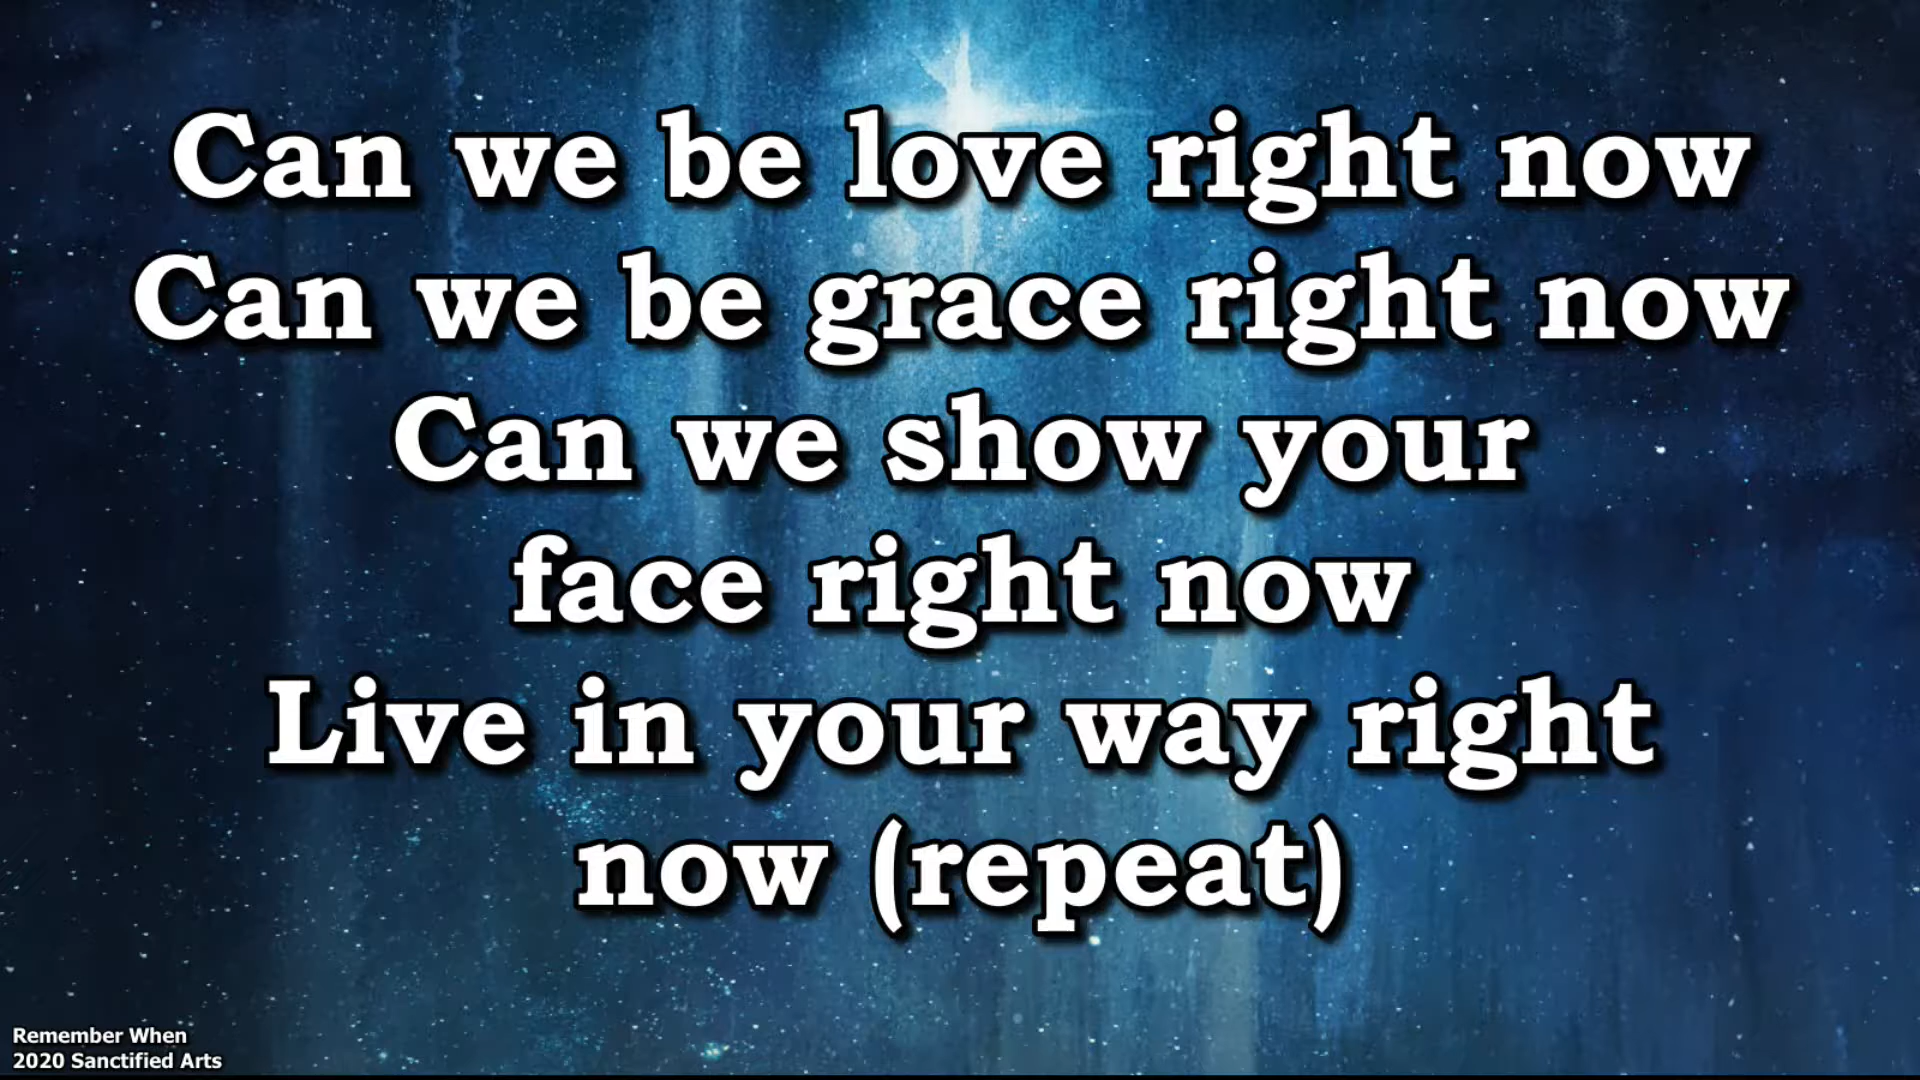 Can we be love right now
Can we be grace right now
Can we show your
face right now
Live in your way right
now (repeat)
Remember When
2020 Sanctified Arts